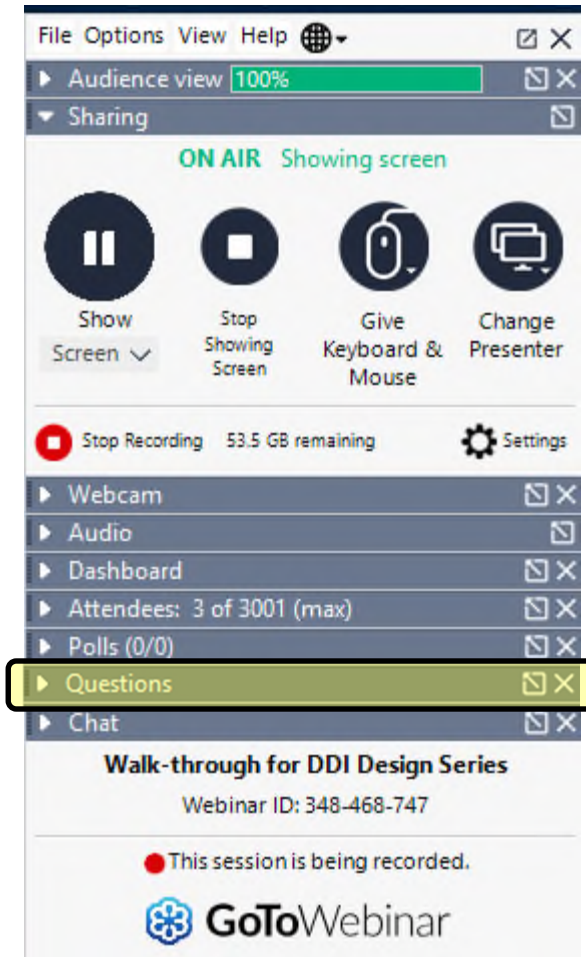 File Options View Help
Audience view 100%
Sharing
ON AIR Showing screen
Show
Screen
Stop
Showing
Screen
Give
Keyboard &
Mouse
Change
Presenter
Stop Recording 53.5 GB remaining Settings
Webcam
Audio
Dashboard
Attendees: 3 of 3001 (max)
Polls (0/0)
Questions
Chat
Walk-through for DDI Design Series
Webinar ID: 348-468-747
This session is being recorded.
GoToWebinar